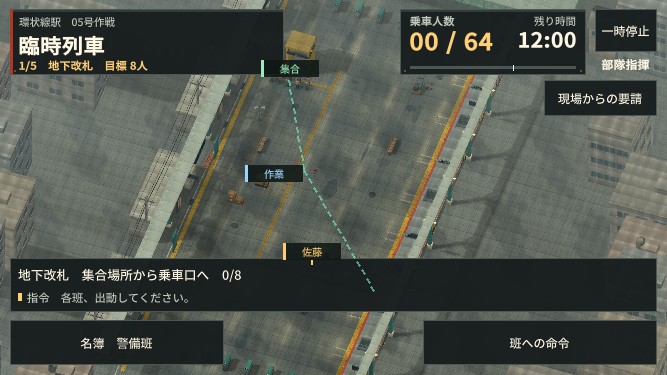 環状線駅　05号作戦
臨時列車
1/5　地下改札　目標 8人
乗車人数
00 / 64
残り時間
12:00
一時停止
部隊指揮
現場からの要請
集合
作業
佐藤
地下改札　集合場所から乗車口へ　0/8
指令　各班、出動してください。
名簿　警備班
班への命令